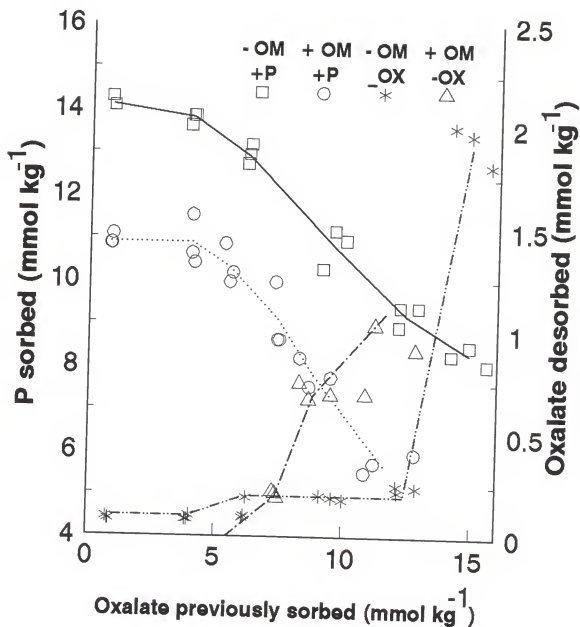 - OM + OM - OM + OM
+P +P -OX -OX
16
14
12
10
8
6
4
P sorbed (mmol kg-1)
2.5
2
1.5
1
0.5
0
Oxalate desorbed (mmol kg-1)
0 5 10 15
Oxalate previously sorbed (mmol kg-1)